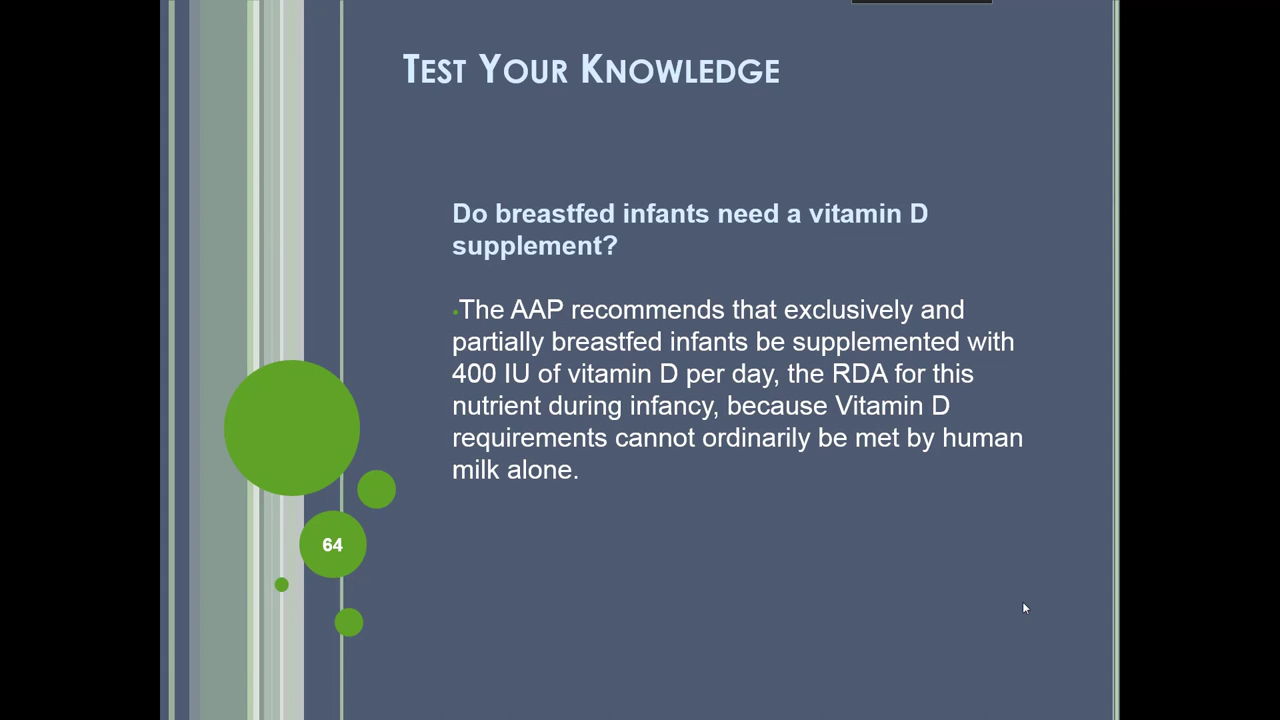 Test Your Knowledge
Do breastfed infants need a vitamin D
supplement?
•The AAP recommends that exclusively and
partially breastfed infants be supplemented with
400 IU of vitamin D per day, the RDA for this
nutrient during infancy, because Vitamin D
requirements cannot ordinarily be met by human
milk alone.
64